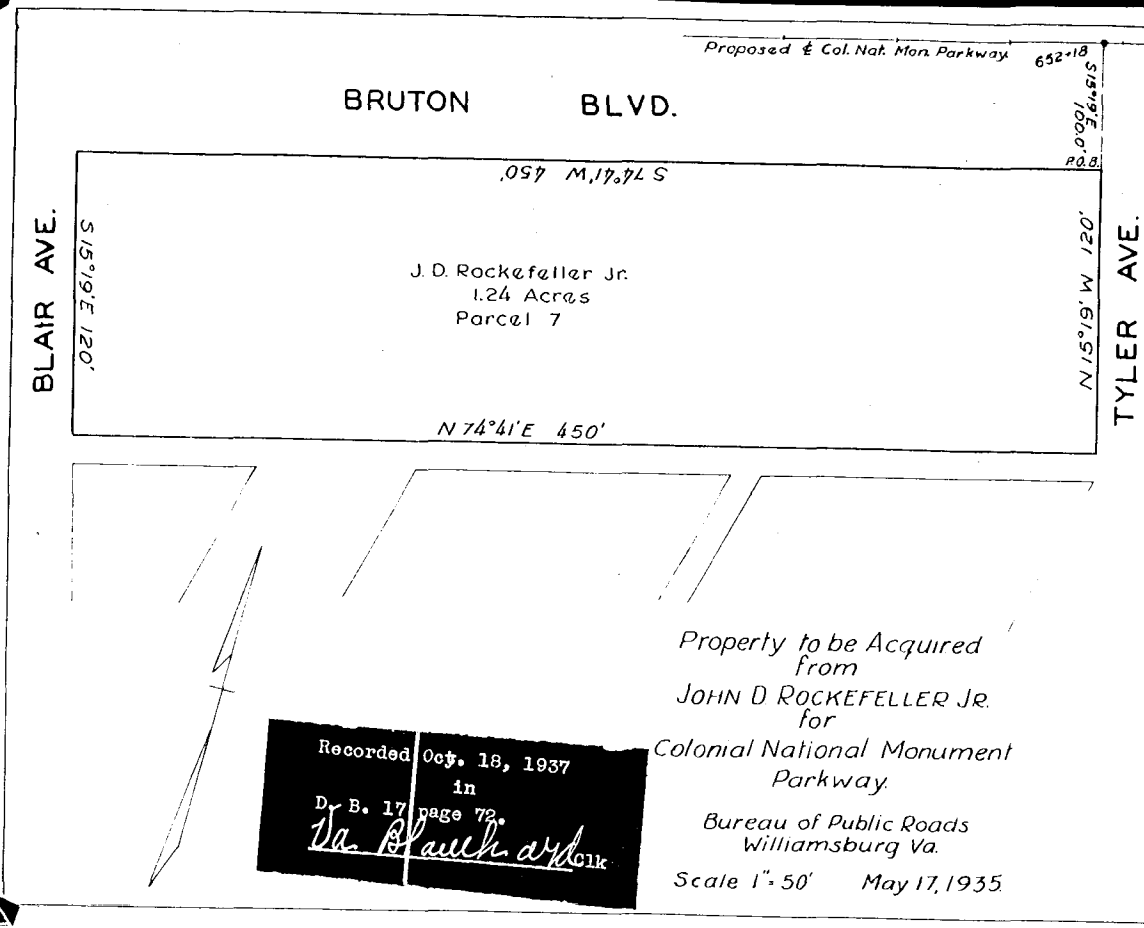 Proposed ℄ Col. Nat. Mon. Parkway.
652+18
S 15°19'E
100.0'
P.O.B.
BRUTON BLVD.
S 74°41'W 450'
BLAIR AVE.
S 15°19'E 120'
J. D. Rockefeller Jr.
1.24 Acres
Parcel 7
N 15°19' W 120'
TYLER AVE.
N 74°41'E 450'
Property to be Acquired
from
JOHN D ROCKEFELLER JR.
for
Colonial National Monument
Parkway.
Bureau of Public Roads
Williamsburg Va.
Scale 1"= 50' May 17, 1935.
Recorded Oct. 18, 1937
in
D. B. 17 page 72.
Clk